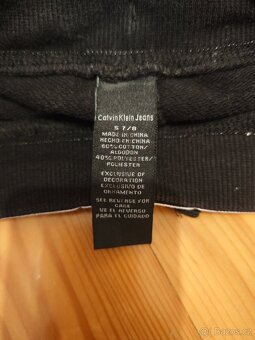 Calvin Klein Jeans
S 7/8
MADE IN CHINA
HECHO EN CHINA
60% COTTON/
ALGODON
40% POLYESTER/
POLIESTER
EXCLUSIVE OF
DECORATION
EXCLUSIVO DE
ORNAMENTO
SEE REVERSE FOR
CARE
VE EL REVERSO
PARA EL CUIDADO